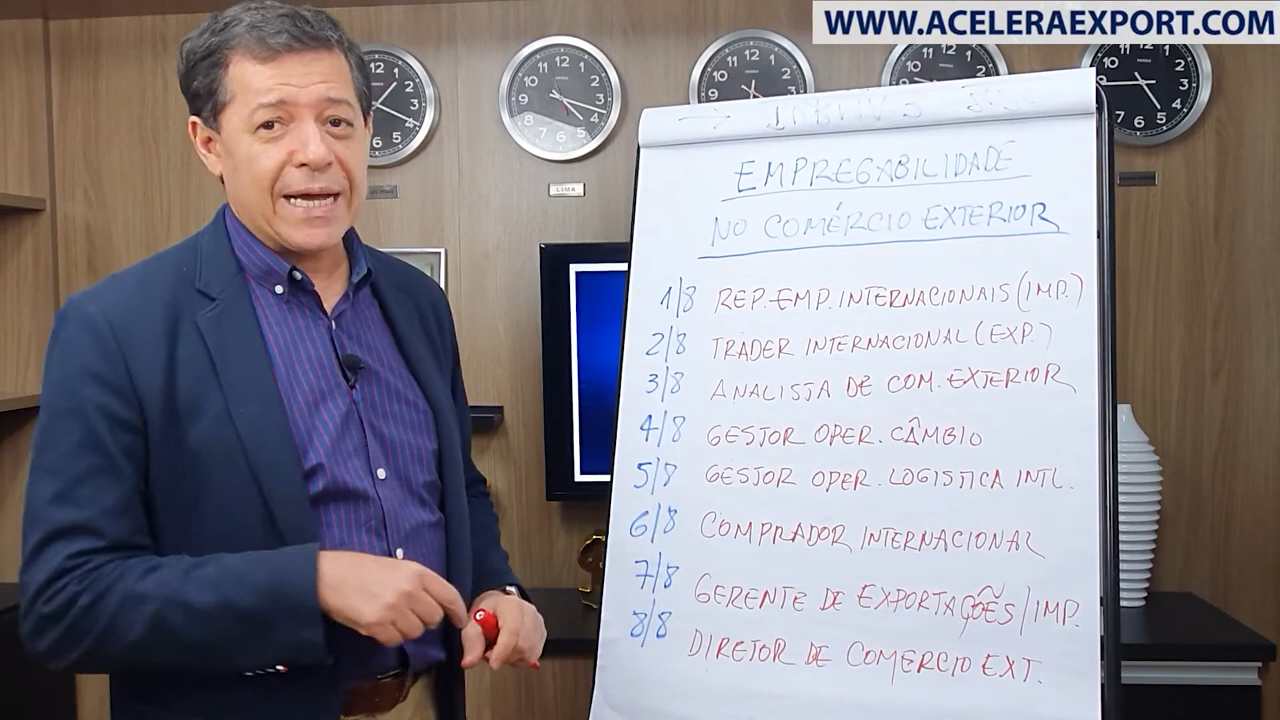 WWW.ACELERAEXPORT.COM
LIMA
EMPREGABILIDADE
NO COMÉRCIO EXTERIOR
1/8 REP. EMP. INTERNACIONAIS (IMP.)
2/8 TRADER INTERNACIONAL (EXP.)
3/8 ANALISTA DE COM. EXTERIOR
4/8 GESTOR OPER. CÂMBIO
5/8 GESTOR OPER. LOGISTICA INTL.
6/8 COMPRADOR INTERNACIONAL
7/8 GERENTE DE EXPORTAÇÕES/IMP.
8/8 DIRETOR DE COMERCIO EXT.